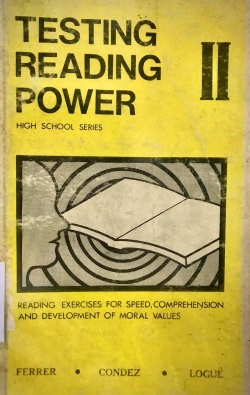 TESTING
READING
POWER
II
HIGH SCHOOL SERIES
READING EXERCISES FOR SPEED, COMPREHENSION
AND DEVELOPMENT OF MORAL VALUES
FERRER • CONDEZ • LOGUE